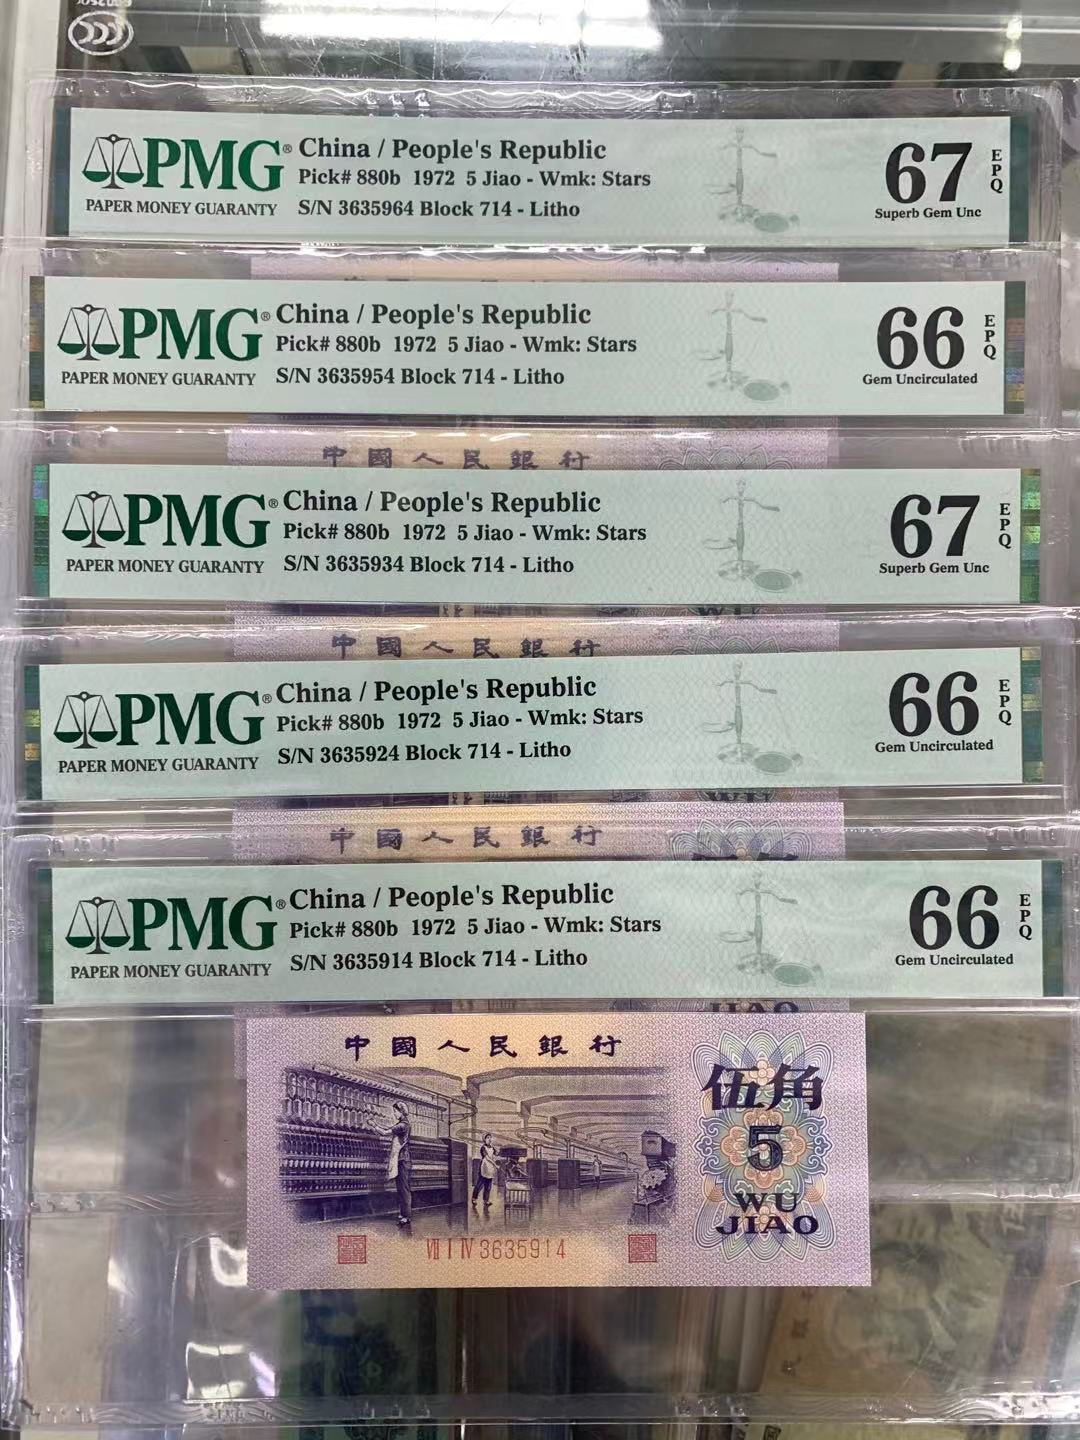 PMG®
PAPER MONEY GUARANTY
China / People's Republic
Pick# 880b 1972 5 Jiao - Wmk: Stars
S/N 3635964 Block 714 - Litho
67
EPQ
Superb Gem Unc
PMG®
PAPER MONEY GUARANTY
China / People's Republic
Pick# 880b 1972 5 Jiao - Wmk: Stars
S/N 3635954 Block 714 - Litho
66
EPQ
Gem Uncirculated
中國人民銀行
PMG®
PAPER MONEY GUARANTY
China / People's Republic
Pick# 880b 1972 5 Jiao - Wmk: Stars
S/N 3635934 Block 714 - Litho
67
EPQ
Superb Gem Unc
WU
中國人民銀行
PMG®
PAPER MONEY GUARANTY
China / People's Republic
Pick# 880b 1972 5 Jiao - Wmk: Stars
S/N 3635924 Block 714 - Litho
66
EPQ
Gem Uncirculated
WU
中國人民銀行
PMG®
PAPER MONEY GUARANTY
China / People's Republic
Pick# 880b 1972 5 Jiao - Wmk: Stars
S/N 3635914 Block 714 - Litho
66
EPQ
Gem Uncirculated
JIAO
中國人民銀行
伍角
5
WU
JIAO
Ⅶ Ⅰ Ⅳ 3635914